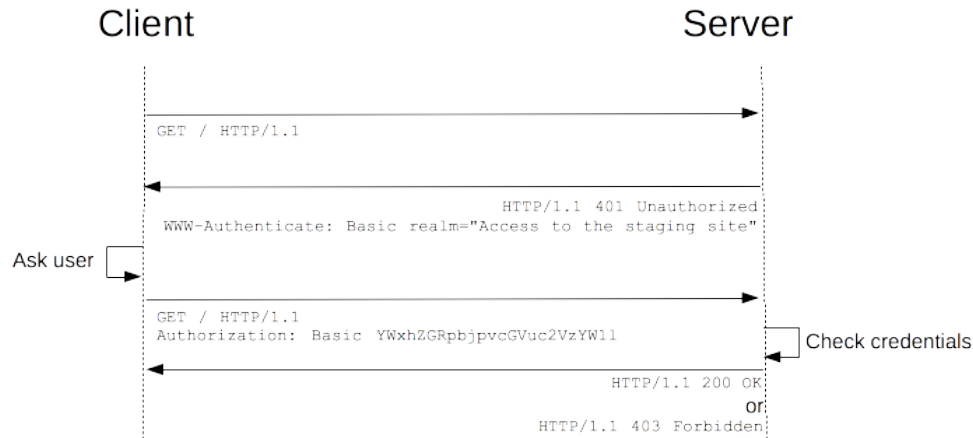 Client
Server
GET / HTTP/1.1
HTTP/1.1 401 Unauthorized
WWW-Authenticate: Basic realm="Access to the staging site"
Ask user
GET / HTTP/1.1
Authorization: Basic YWxhZGRpbjpvcGVuc2VzYW1l
Check credentials
HTTP/1.1 200 OK
or
HTTP/1.1 403 Forbidden